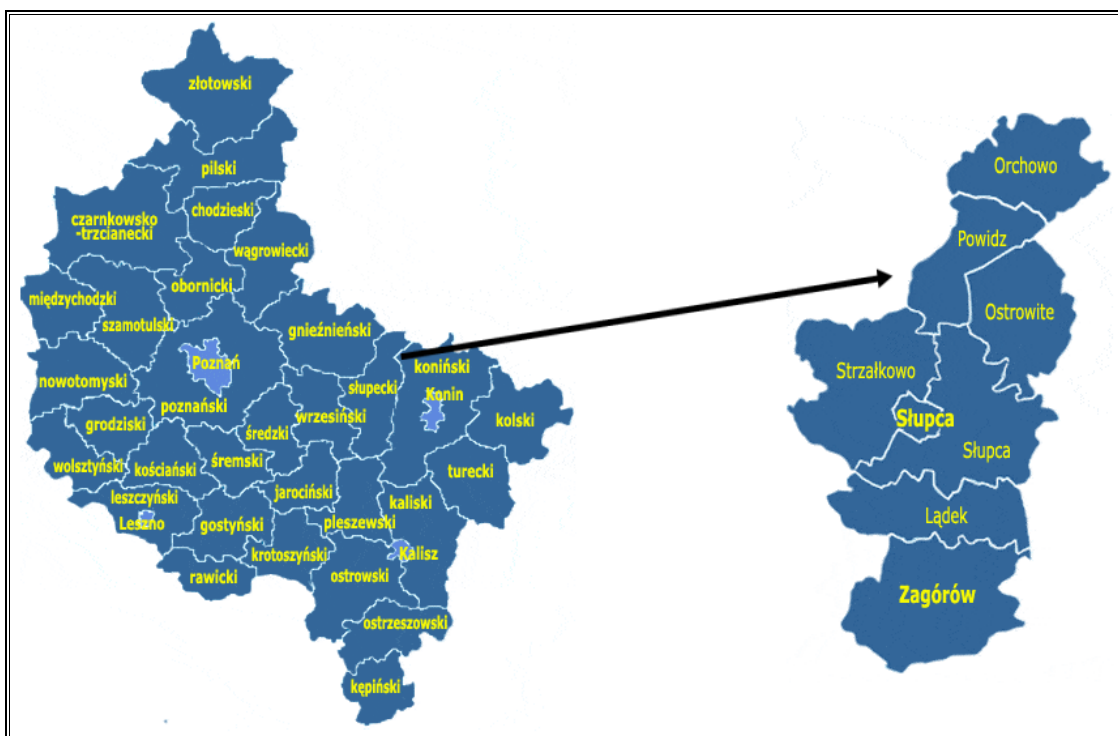 złotowski
pilski
chodzieski
czarnkowsko
-trzcianecki
wągrowiecki
obornicki
międzychodzki
szamotulski
gnieźnieński
Poznań
koniński
nowotomyski
słupecki
Konin
poznański
wrzesiński
grodziski
średzki
kolski
wolsztyński
kościański
śremski
turecki
leszczyński
jarociński
kaliski
Leszno
gostyński
pleszewski
krotoszyński
Kalisz
rawicki
ostrowski
ostrzeszowski
kępiński
Orchowo
Powidz
Ostrowite
Strzałkowo
Słupca
Słupca
Lądek
Zagórów